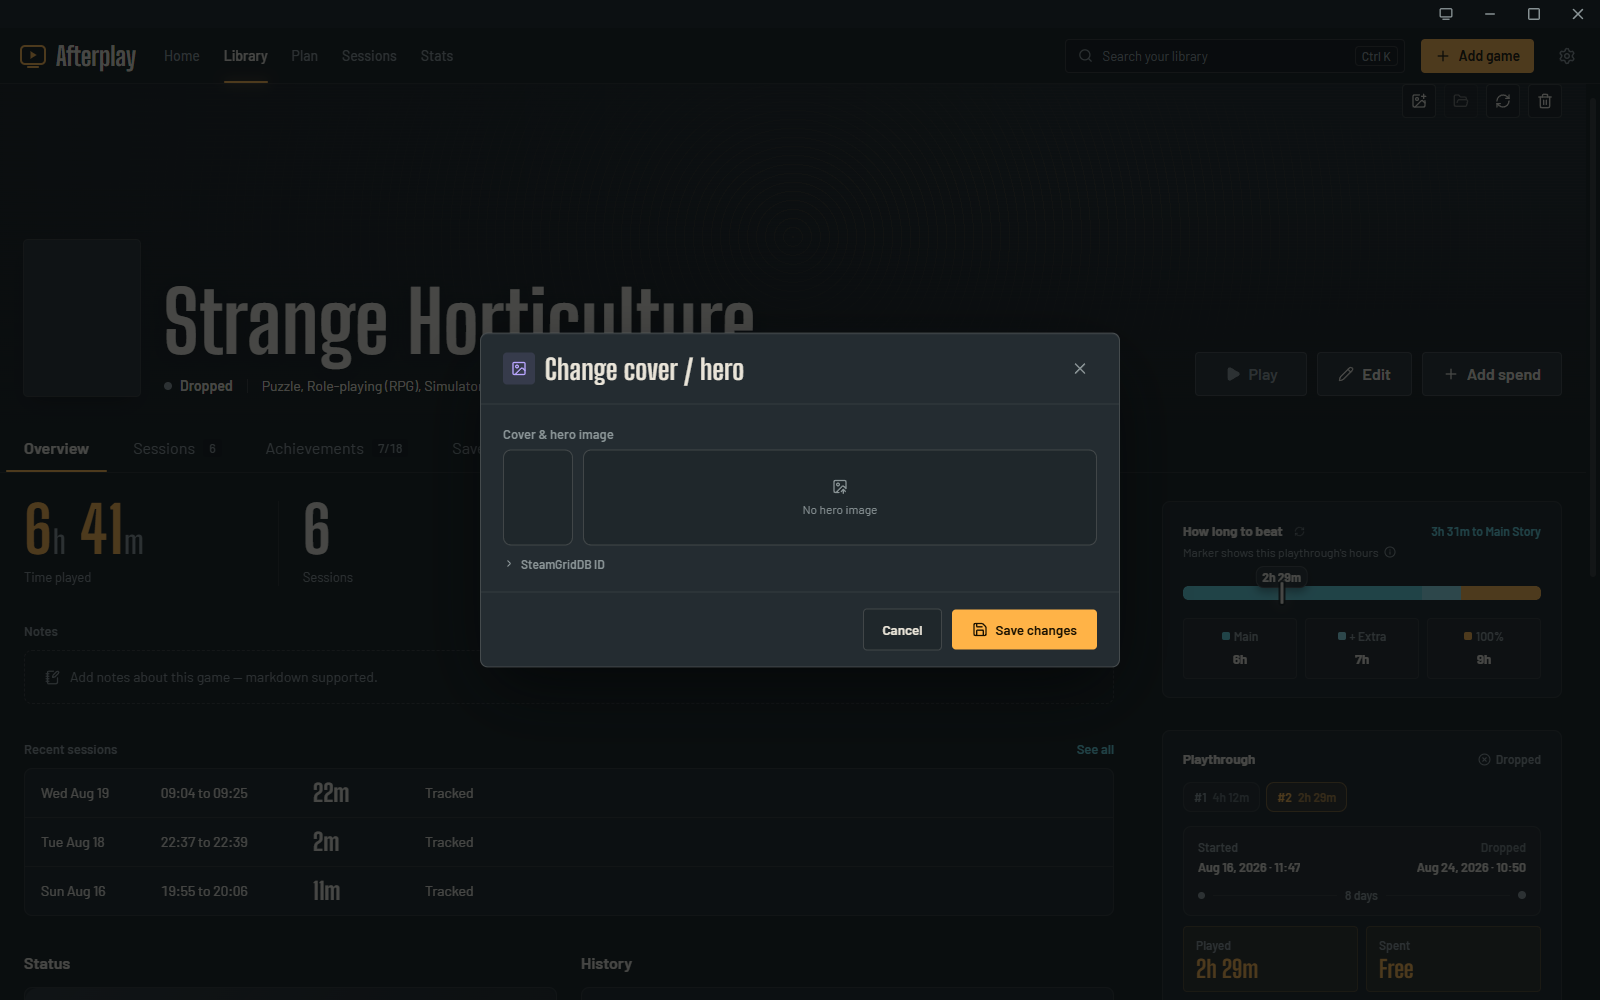 Afterplay
Home
Library
Plan
Sessions
Stats
Search your library
Ctrl K
Add game
Strange Horticulture
Dropped
Puzzle, Role-playing (RPG), Simulator
Play
Edit
Add spend
Change cover / hero
Cover & hero image
No hero image
SteamGridDB ID
Cancel
Save changes
Overview
Sessions 6
Achievements 7/18
Save
6h 41m
Time played
6
Sessions
How long to beat
3h 31m to Main Story
Marker shows this playthrough's hours
2h 29m
Main
6h
+ Extra
7h
100%
9h
Notes
Add notes about this game — markdown supported.
Recent sessions
See all
Wed Aug 19 09:04 to 09:25 22m Tracked
Tue Aug 18 22:37 to 22:39 2m Tracked
Sun Aug 16 19:55 to 20:06 11m Tracked
Playthrough
Dropped
#1 4h 12m
#2 2h 29m
Started
Dropped
Aug 16, 2026 · 11:47
Aug 24, 2026 · 10:50
8 days
Played
2h 29m
Spent
Free
Status
History